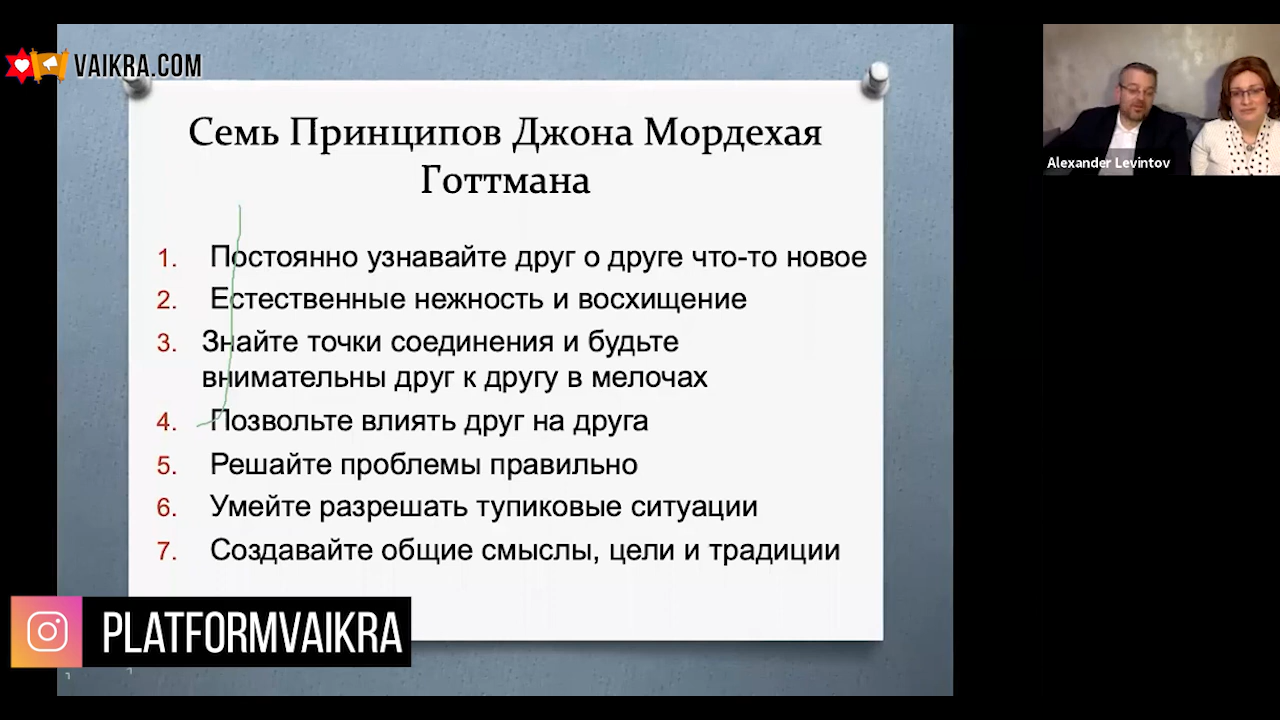 VAIKRA.COM
Семь Принципов Джона Мордехая
Готтмана
1. Постоянно узнавайте друг о друге что-то новое
2. Естественные нежность и восхищение
3. Знайте точки соединения и будьте
внимательны друг к другу в мелочах
4. Позвольте влиять друг на друга
5. Решайте проблемы правильно
6. Умейте разрешать тупиковые ситуации
7. Создавайте общие смыслы, цели и традиции
PLATFORMVAIKRA
Alexander Levintov